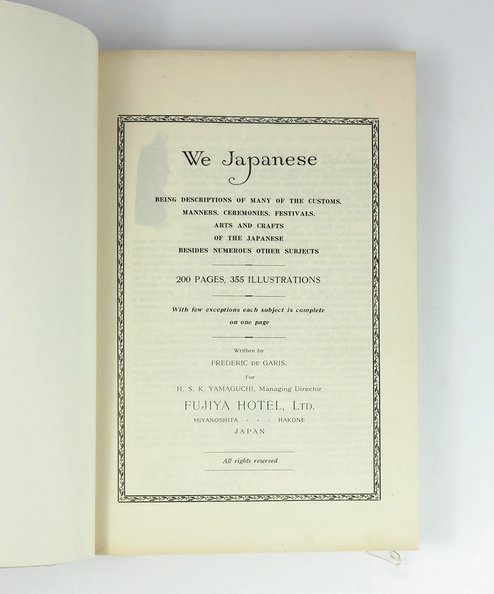 We Japanese
BEING DESCRIPTIONS OF MANY OF THE CUSTOMS,
MANNERS, CEREMONIES, FESTIVALS,
ARTS AND CRAFTS
OF THE JAPANESE
BESIDES NUMEROUS OTHER SUBJECTS
200 PAGES, 355 ILLUSTRATIONS
With few exceptions each subject is complete
on one page
Written by
FREDERIC DE GARIS,
For
H. S. K. YAMAGUCHI, Managing Director
FUJIYA HOTEL, LTD.
MIYANOSHITA - - - HAKONE
JAPAN
All rights reserved